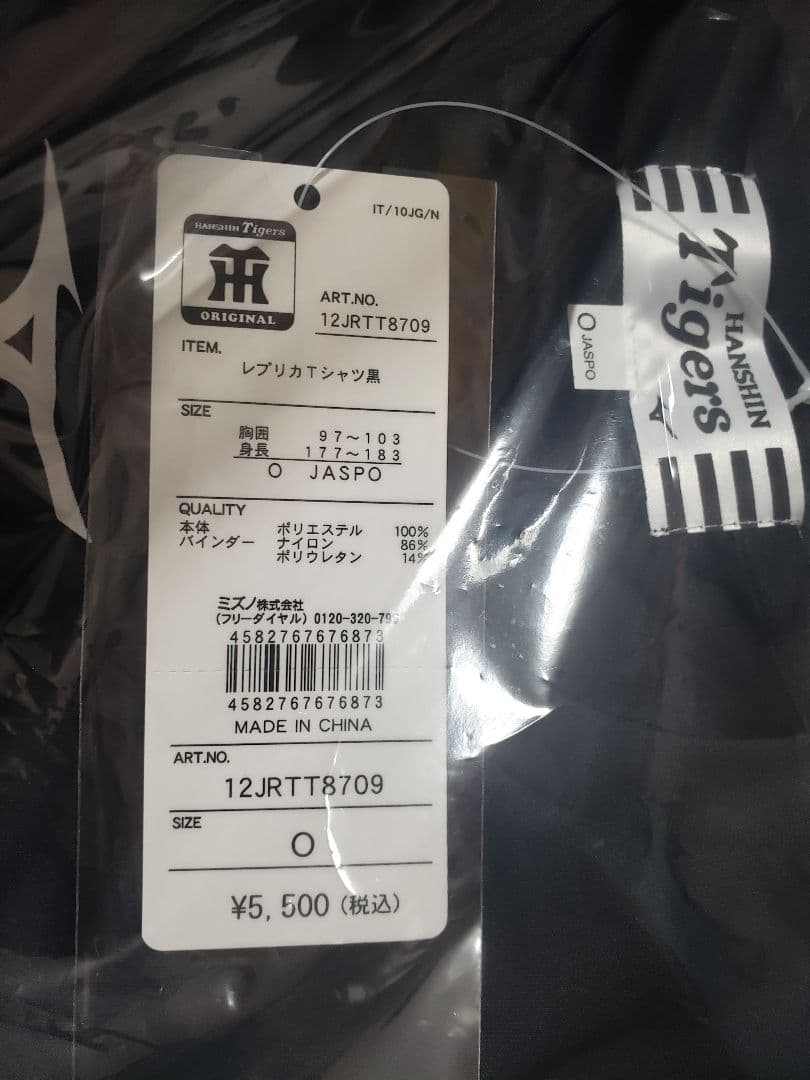 IT/10JG/N
HANSHIN Tigers
TH
ORIGINAL
ART.NO.
12JRTT8709
ITEM.
レプリカTシャツ黒
SIZE
胸囲 97～103
身長 177～183
O JASPO
QUALITY
本体 ポリエステル 100%
バインダー ナイロン 86%
ポリウレタン 14%
ミズノ株式会社
(フリーダイヤル) 0120-320-799
4582767676873
4582767676873
MADE IN CHINA
ART.NO.
12JRTT8709
SIZE
O
¥5,500 (税込)
O JASPO
HANSHIN
Tigers